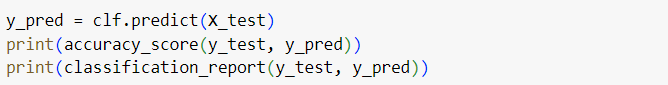 y_pred = clf.predict(X_test)
print(accuracy_score(y_test, y_pred))
print(classification_report(y_test, y_pred))